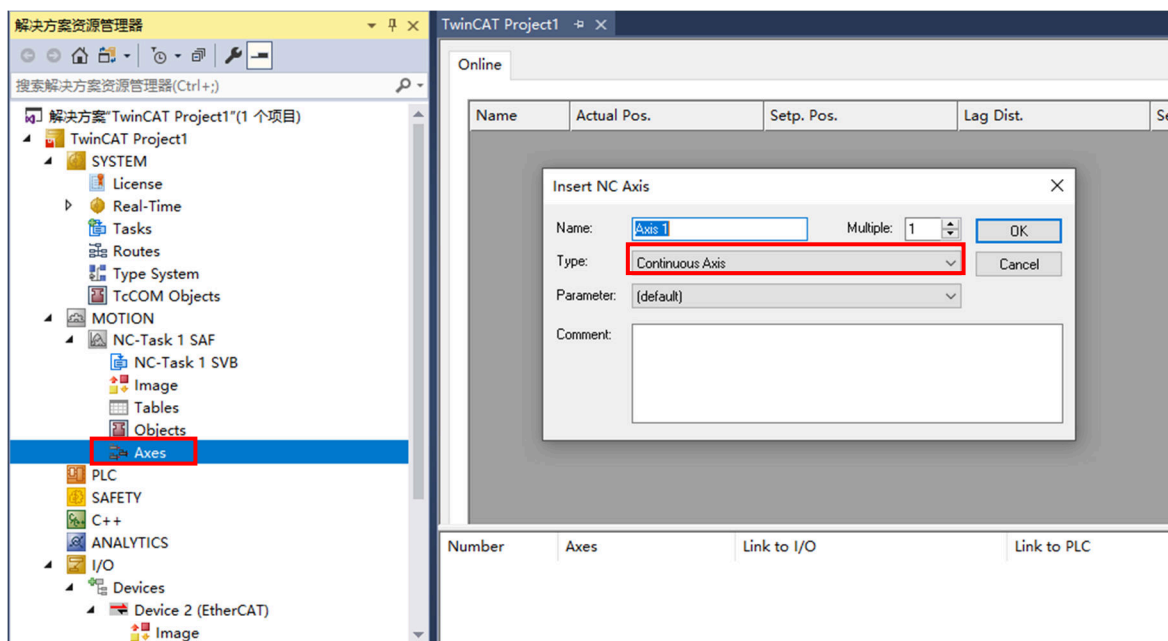 解决方案资源管理器
搜索解决方案资源管理器(Ctrl+;)
解决方案"TwinCAT Project1"(1 个项目)
TwinCAT Project1
SYSTEM
License
Real-Time
Tasks
Routes
Type System
TcCOM Objects
MOTION
NC-Task 1 SAF
NC-Task 1 SVB
Image
Tables
Objects
Axes
PLC
SAFETY
C++
ANALYTICS
I/O
Devices
Device 2 (EtherCAT)
Image
TwinCAT Project1
Online
Name Actual Pos. Setp. Pos. Lag Dist. Se
Insert NC Axis
Name: Axis 1 Multiple: 1 OK
Type: Continuous Axis Cancel
Parameter: (default)
Comment:
Number Axes Link to I/O Link to PLC